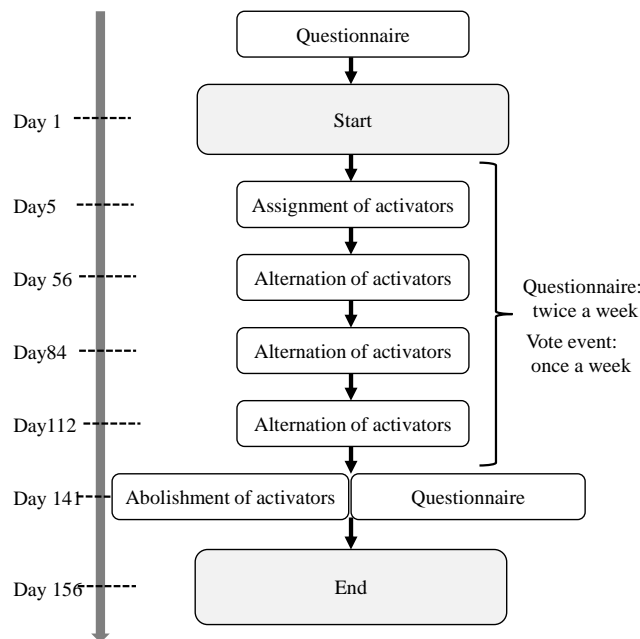 Questionnaire
Day 1
Start
Day5
Assignment of activators
Day 56
Alternation of activators
Questionnaire:
twice a week
Vote event:
once a week
Day84
Alternation of activators
Day112
Alternation of activators
Day 141
Abolishment of activators
Questionnaire
Day 156
End